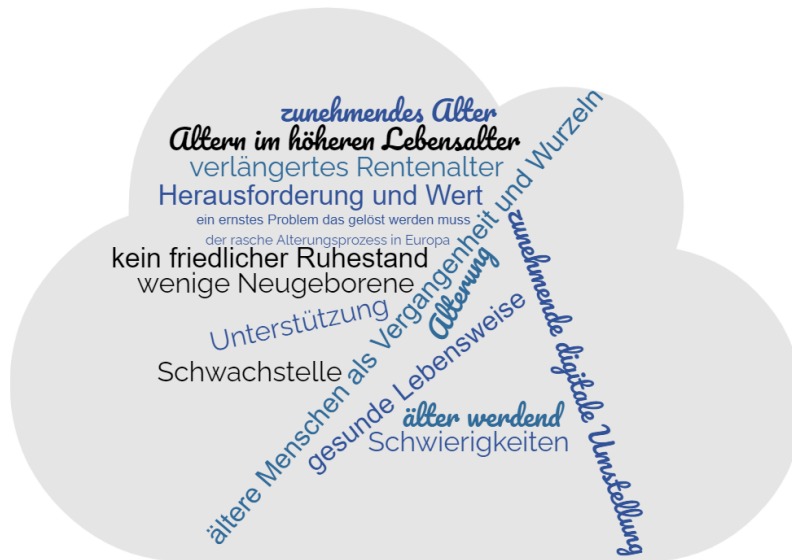 zunehmendes Alter
Altern im höheren Lebensalter
verlängertes Rentenalter
Herausforderung und Wert
ein ernstes Problem das gelöst werden muss
der rasche Alterungsprozess in Europa
kein friedlicher Ruhestand
wenige Neugeborene
Unterstützung
Schwachstelle
ältere Menschen als Vergangenheit und Wurzeln
Alterung
gesunde Lebensweise
zunehmende digitale Umstellung
älter werdend
Schwierigkeiten